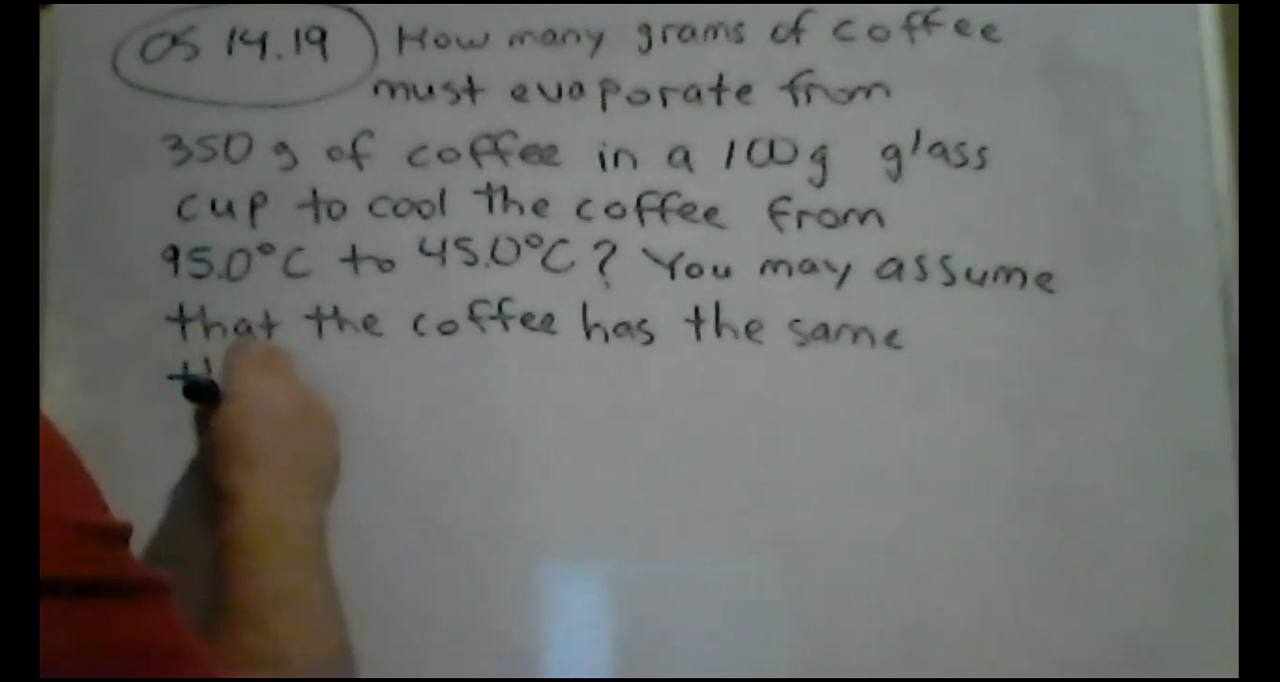 OS 14.19 How many grams of coffee
must evaporate from
350 g of coffee in a 100g glass
cup to cool the coffee from
95.0°C to 45.0°C? You may assume
that the coffee has the same